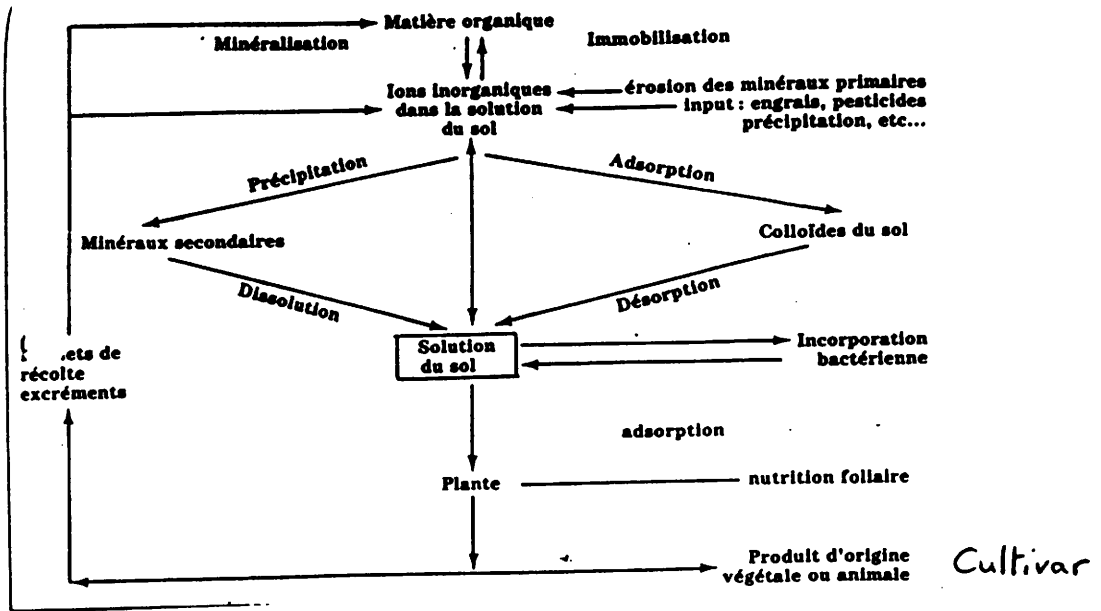 Matière organique
Minéralisation
Immobilisation
Ions inorganiques
dans la solution
du sol
érosion des minéraux primaires
input : engrais, pesticides
précipitation, etc...
Précipitation
Adsorption
Minéraux secondaires
Colloïdes du sol
Dissolution
Désorption
Solution
du sol
Incorporation
bactérienne
récolte
de
excréments
adsorption
Plante
nutrition foliaire
Produit d'origine
végétale ou animale
Cultivar